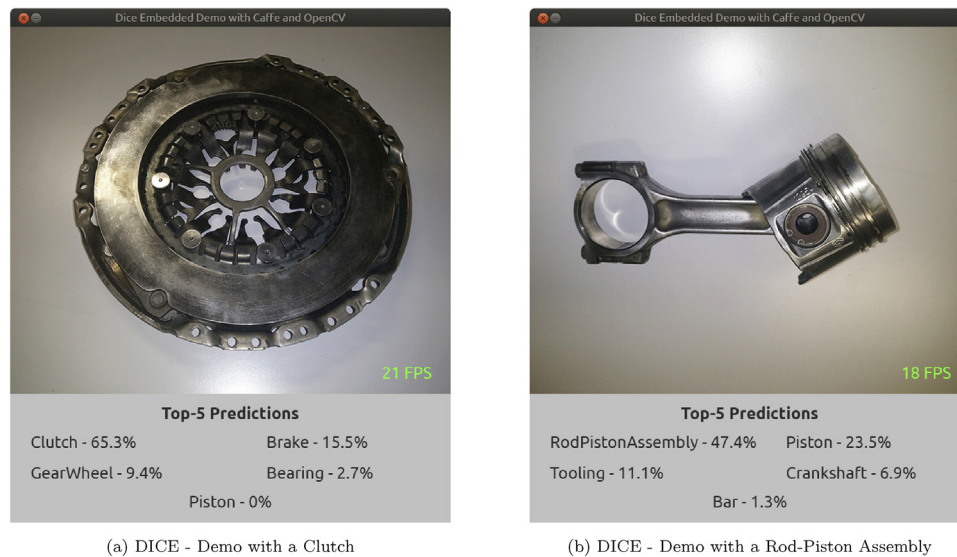 Dice Embedded Demo with Caffe and OpenCV
21 FPS
Top-5 Predictions
Clutch - 65.3% Brake - 15.5%
GearWheel - 9.4% Bearing - 2.7%
Piston - 0%
(a) DICE - Demo with a Clutch
Dice Embedded Demo with Caffe and OpenCV
18 FPS
Top-5 Predictions
RodPistonAssembly - 47.4% Piston - 23.5%
Tooling - 11.1% Crankshaft - 6.9%
Bar - 1.3%
(b) DICE - Demo with a Rod-Piston Assembly